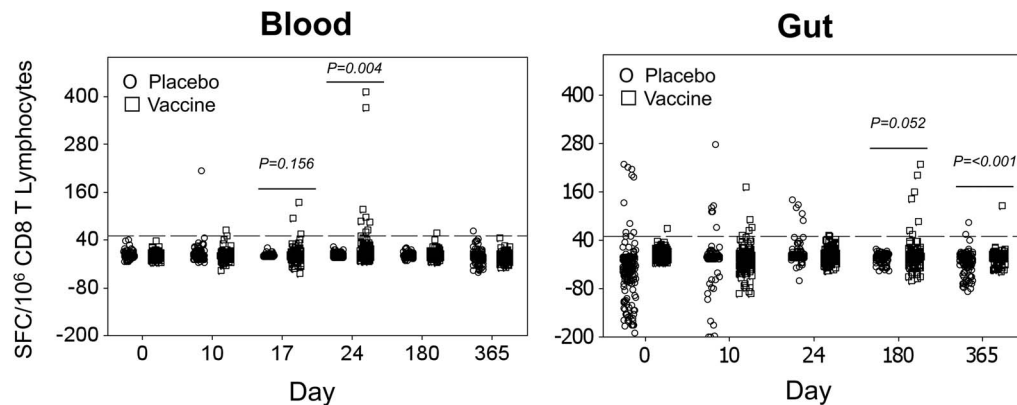 Blood
SFC/10⁶ CD8 T Lymphocytes
400
280
160
40
-80
-200
O Placebo
□ Vaccine
P=0.156
P=0.004
0 10 17 24 180 365
Day
Gut
400
280
160
40
-80
-200
O Placebo
□ Vaccine
P=0.052
P=<0.001
0 10 24 180 365
Day